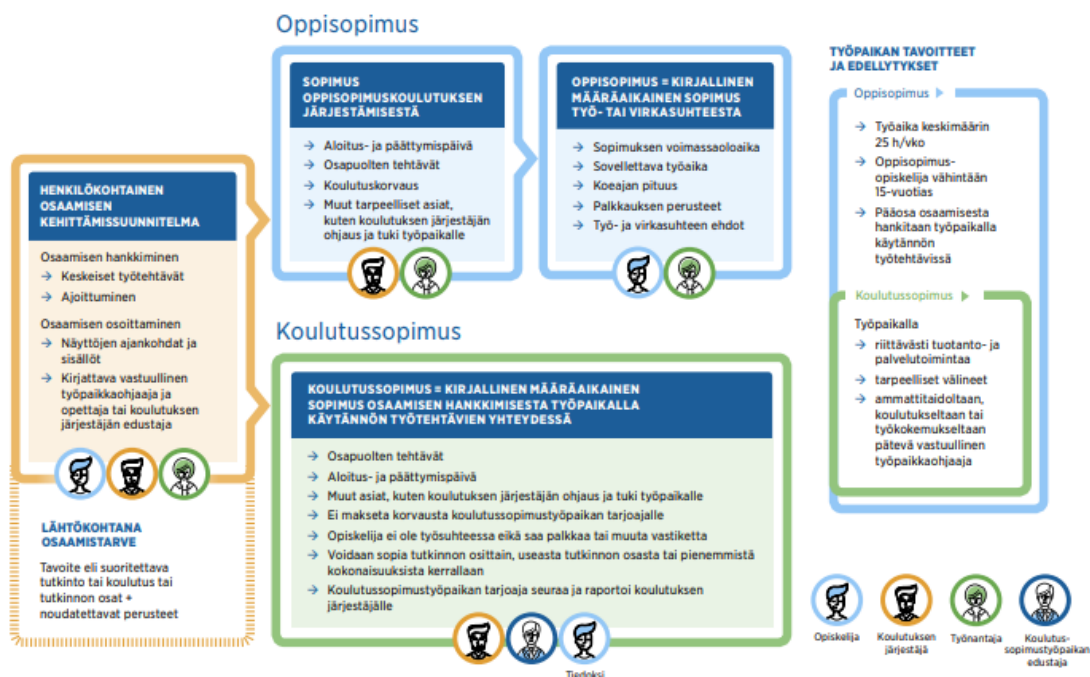 HENKILÖKOHTAINEN
OSAAMISEN
KEHITTÄMISSUUNNITELMA
Osaamisen hankkiminen
→ Keskeiset työtehtävät
→ Ajoittuminen
Osaamisen osoittaminen
→ Näyttöjen ajankohdat ja
sisällöt
→ Kirjattava vastuullinen
työpaikkaohjaaja ja
opettaja tai koulutuksen
järjestäjän edustaja
LÄHTÖKOHTANA
OSAAMISTARVE
Tavoite eli suoritettava
tutkinto tai koulutus tai
tutkinnon osat +
noudatettavat perusteet
Oppisopimus
SOPIMUS
OPPISOPIMUSKOULUTUKSEN
JÄRJESTÄMISESTÄ
→ Aloitus- ja päättymispäivä
→ Osapuolten tehtävät
→ Koulutuskorvaus
→ Muut tarpeelliset asiat,
kuten koulutuksen järjestäjän
ohjaus ja tuki työpaikalle
OPPISOPIMUS = KIRJALLINEN
MÄÄRÄAIKAINEN SOPIMUS
TYÖ- TAI VIRKASUHTEESTA
→ Sopimuksen voimassaoloaika
→ Sovellettava työaika
→ Koeajan pituus
→ Palkkauksen perusteet
→ Työ- ja virkasuhteen ehdot
Koulutussopimus
KOULUTUSSOPIMUS = KIRJALLINEN MÄÄRÄAIKAINEN
SOPIMUS OSAAMISEN HANKKIMISESTA TYÖPAIKALLA
KÄYTÄNNÖN TYÖTEHTÄVIEN YHTEYDESSÄ
→ Osapuolten tehtävät
→ Aloitus- ja päättymispäivä
→ Muut asiat, kuten koulutuksen järjestäjän ohjaus ja tuki työpaikalle
→ Ei makseta korvausta koulutussopimustyöpaikan tarjoajalle
→ Opiskelija ei ole työsuhteessa eikä saa palkkaa tai muuta vastiketta
→ Voidaan sopia tutkinnon osittain, useasta tutkinnon osasta tai pienemmistä
kokonaisuuksista kerrallaan
→ Koulutussopimustyöpaikan tarjoaja seuraa ja raportoi koulutuksen
järjestäjälle
Tiedoksi
TYÖPAIKAN TAVOITTEET
JA EDELLYTYKSET
Oppisopimus
→ Työaika keskimäärin
25 h/vko
→ Oppisopimus-
opiskelija vähintään
15-vuotias
→ Pääosa osaamisesta
hankitaan työpaikalla
käytännön
työtehtävissä
Koulutussopimus
Työpaikalla
→ riittävästi tuotanto- ja
palvelutoimintaa
→ tarpeelliset välineet
→ ammattitaidoltaan,
koulutukseltaan tai
työkokemukseltaan
pätevä vastuullinen
työpaikkaohjaaja
Opiskelija
Koulutuksen
järjestäjä
Työnantaja
Koulutus-
sopimustyöpaikan
edustaja